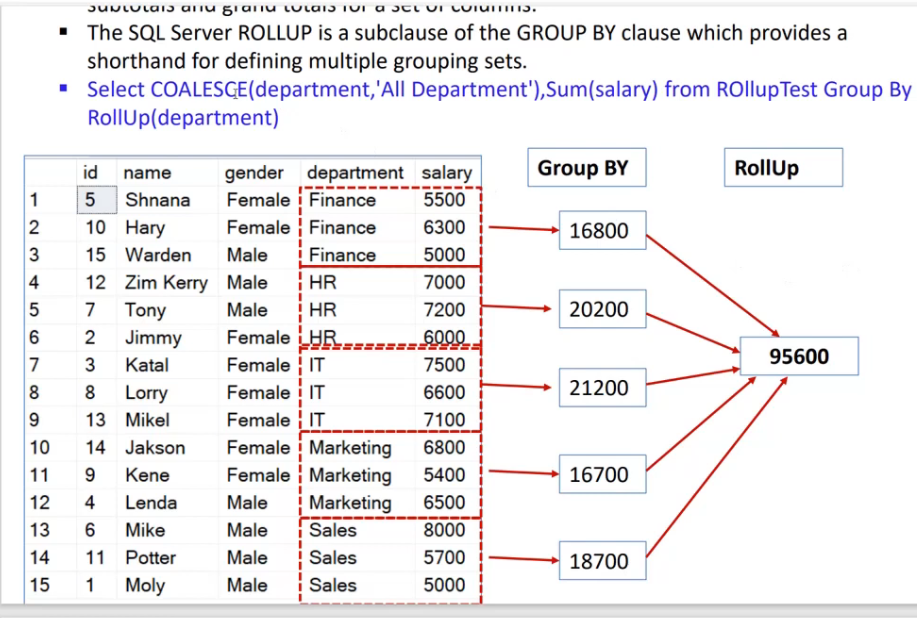 subtotals and grand totals for a set of columns.
▪ The SQL Server ROLLUP is a subclause of the GROUP BY clause which provides a
shorthand for defining multiple grouping sets.
▪ Select COALESCE(department,'All Department'),Sum(salary) from ROllupTest Group By
RollUp(department)
Group BY RollUp
id name gender department salary
1 5 Shnana Female Finance 5500
2 10 Hary Female Finance 6300 16800
3 15 Warden Male Finance 5000
4 12 Zim Kerry Male HR 7000
5 7 Tony Male HR 7200 20200
6 2 Jimmy Female HR 6000
95600
7 3 Katal Female IT 7500
8 8 Lorry Female IT 6600 21200
9 13 Mikel Female IT 7100
10 14 Jakson Female Marketing 6800
11 9 Kene Female Marketing 5400 16700
12 4 Lenda Male Marketing 6500
13 6 Mike Male Sales 8000
14 11 Potter Male Sales 5700 18700
15 1 Moly Male Sales 5000